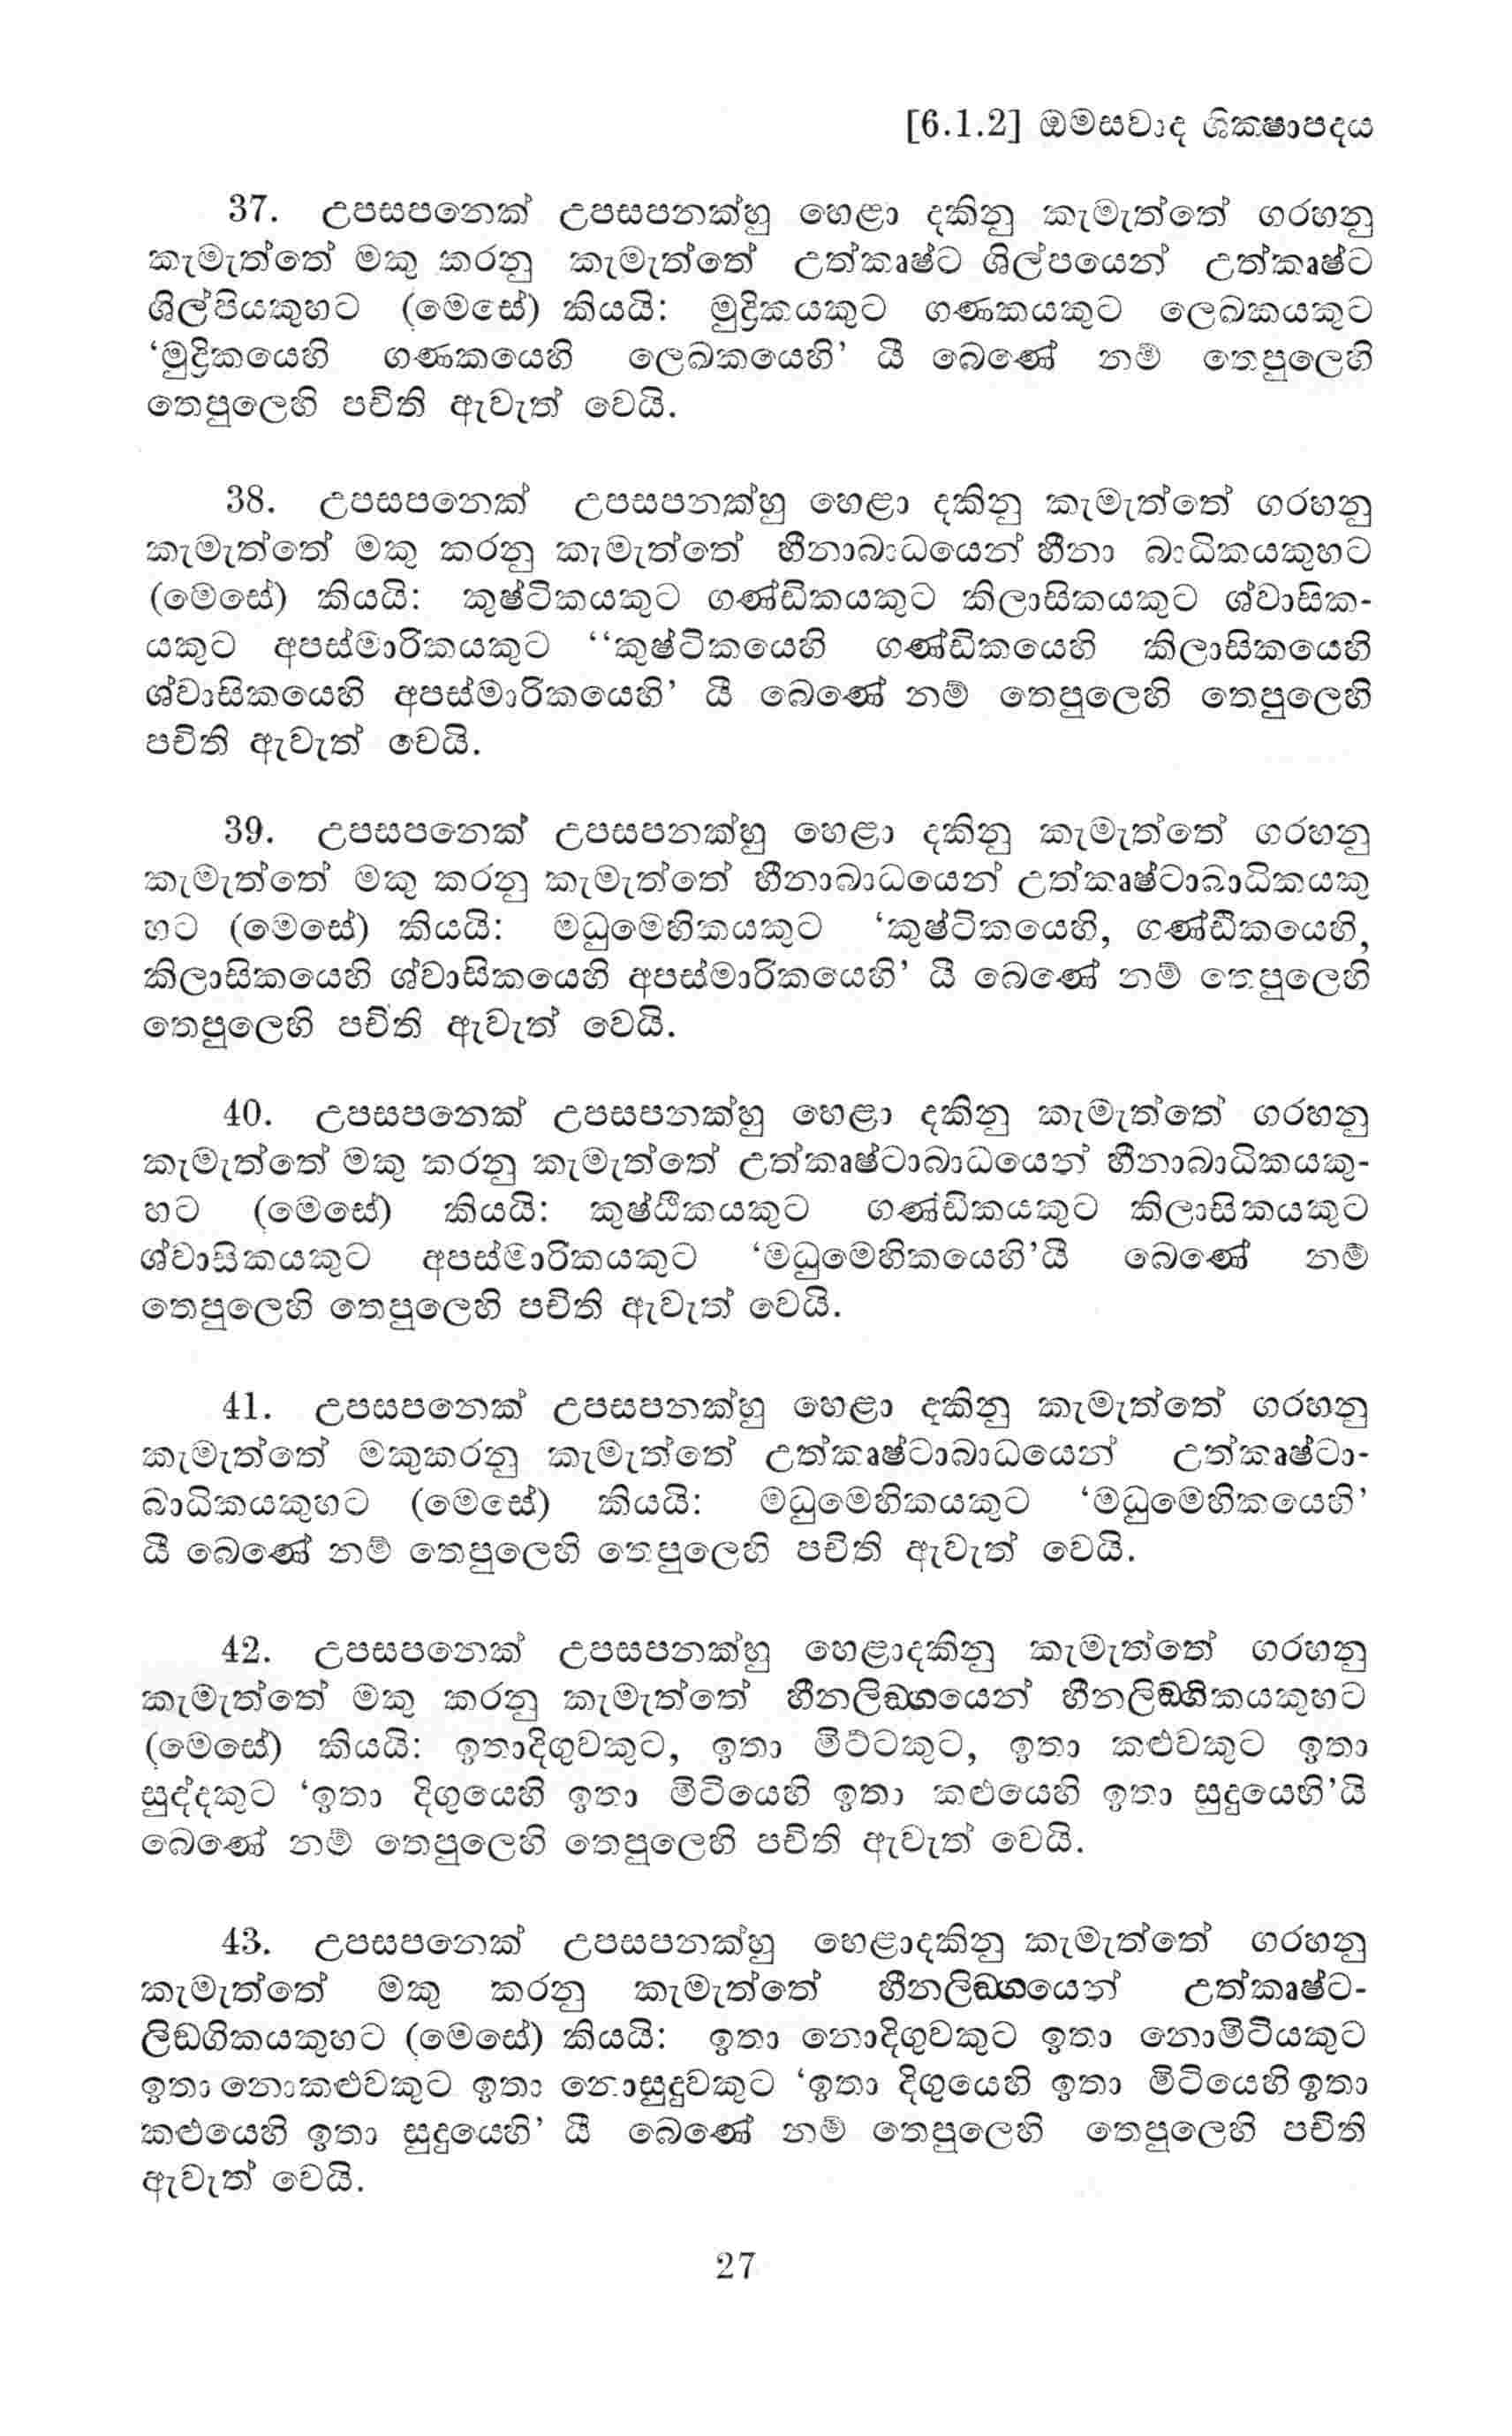 [6.1.2] ඔමසවාද ශික්‍ෂාපදය
37. උපසපනෙක් උපසපනක්හු හෙළා දකිනු කැමැත්තේ ගරහනු
කැමැත්තේ මකු කරනු කැමැත්තේ උත්කෘෂ්ට ශිල්පයෙන් උත්කෘෂ්ට
ශිල්පියකුහට (මෙසේ) කියයි: මුද්‍රිකයකුට ගණකයකුට ලෙඛකයකුට
‘මුද්‍රිකයෙහි ගණකයෙහි ලෙඛකයෙහි’ යී බෙණේ නම් තෙපුලෙහි
තෙපුලෙහි පචිති ඇවැත් වෙයි.
38. උපසපනෙක් උපසපනක්හු හෙළා දකිනු කැමැත්තේ ගරහනු
කැමැත්තේ මකු කරනු කැමැත්තේ හීනාබාධයෙන් හීනා බාධිකයකුහට
(මෙසේ) කියයි: කුෂ්ටිකයකුට ගණ්ඩිකයකුට කිලාසිකයකුට ශ්වාසික-
යකුට අපස්මාරිකයකුට “කුෂ්ටිකයෙහි ගණ්ඩිකයෙහි කිලාසිකයෙහි
ශ්වාසිකයෙහි අපස්මාරිකයෙහි’ යී බෙණේ නම් තෙපුලෙහි තෙපුලෙහි
පචිති ඇවැත් වෙයි.
39. උපසපනෙක් උපසපනක්හු හෙළා දකිනු කැමැත්තේ ගරහනු
කැමැත්තේ මකු කරනු කැමැත්තේ හීනාබාධයෙන් උත්කෘෂ්ටාබාධිකයකු
හට (මෙසේ) කියයි: මධුමෙහිකයකුට ‘කුෂ්ටිකයෙහි, ගණ්ඩිකයෙහි,
කිලාසිකයෙහි ශ්වාසිකයෙහි අපස්මාරිකයෙහි’ යී බෙණේ නම් තෙපුලෙහි
තෙපුලෙහි පචිති ඇවැත් වෙයි.
40. උපසපනෙක් උපසපනක්හු හෙළා දකිනු කැමැත්තේ ගරහනු
කැමැත්තේ මකු කරනු කැමැත්තේ උත්කෘෂ්ටාබාධයෙන් හීනාබාධිකයකු-
හට (මෙසේ) කියයි: කුෂ්ඨිකයකුට ගණ්ඩිකයකුට කිලාසිකයකුට
ශ්වාසිකයකුට අපස්මාරිකයකුට ‘මධුමෙහිකයෙහි’යී බෙණේ නම්
තෙපුලෙහි තෙපුලෙහි පචිති ඇවැත් වෙයි.
41. උපසපනෙක් උපසපනක්හු හෙළා දකිනු කැමැත්තේ ගරහනු
කැමැත්තේ මකුකරනු කැමැත්තේ උත්කෘෂ්ටාබාධයෙන් උත්කෘෂ්ටා-
බාධිකයකුහට (මෙසේ) කියයි: මධුමෙහිකයකුට ‘මධුමෙහිකයෙහි’
යී බෙණේ නම් තෙපුලෙහි තෙපුලෙහි පචිති ඇවැත් වෙයි.
42. උපසපනෙක් උපසපනක්හු හෙළාදකිනු කැමැත්තේ ගරහනු
කැමැත්තේ මකු කරනු කැමැත්තේ හීනලිඞ්ගයෙන් හීනලිඞ්ගිකයකුහට
(මෙසේ) කියයි: ඉතාදිගුවකුට, ඉතා මිට්ටකුට, ඉතා කළුවකුට ඉතා
සුද්දකුට ‘ඉතා දිගුයෙහි ඉතා මිටියෙහි ඉතා කළුයෙහි ඉතා සුදුයෙහි’යි
බෙණේ නම් තෙපුලෙහි තෙපුලෙහි පචිති ඇවැත් වෙයි.
43. උපසපනෙක් උපසපනක්හු හෙළාදකිනු කැමැත්තේ ගරහනු
කැමැත්තේ මකු කරනු කැමැත්තේ හීනලිඞ්ගයෙන් උත්කෘෂ්ට-
ලිඞගිකයකුහට (මෙසේ) කියයි: ඉතා නොදිගුවකුට ඉතා නොමිටියකුට
ඉතා නොකළුවකුට ඉතා නොසුදුවකුට ‘ඉතා දිගුයෙහි ඉතා මිටියෙහි ඉතා
කළුයෙහි ඉතා සුදුයෙහි’ යී බෙණේ නම් තෙපුලෙහි තෙපුලෙහි පචිති
ඇවැත් වෙයි.
27